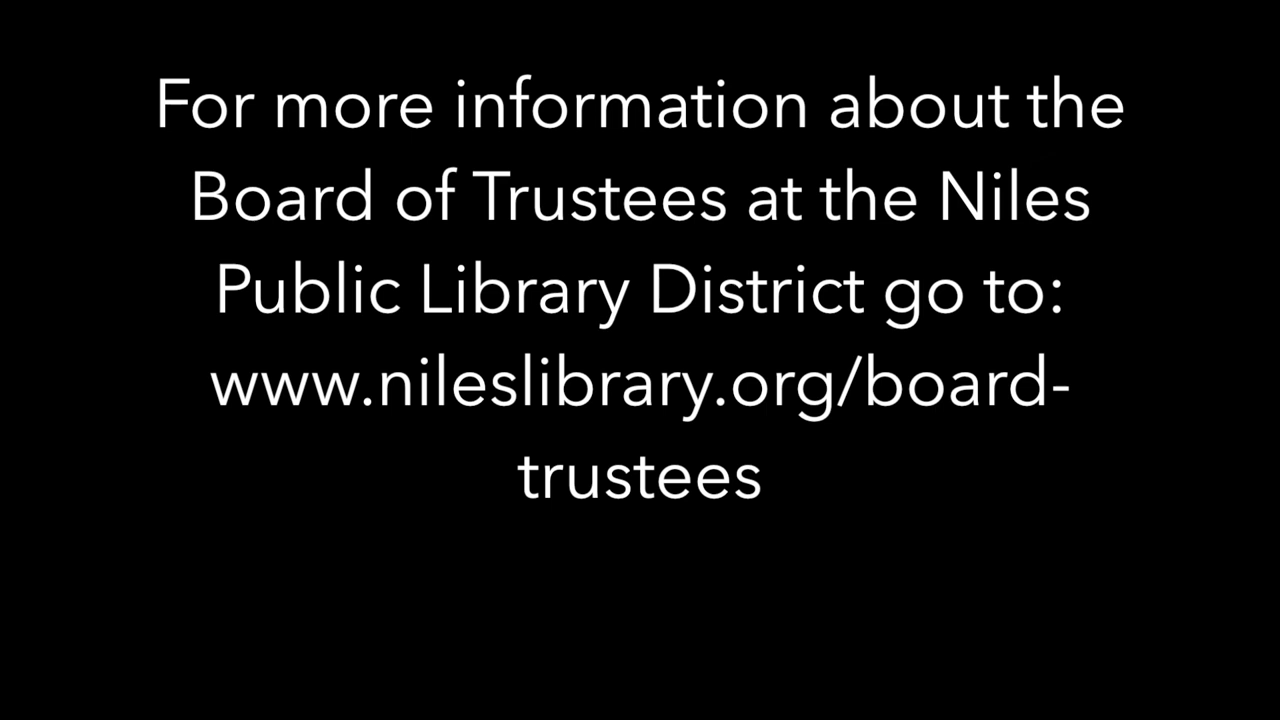 For more information about the
Board of Trustees at the Niles
Public Library District go to:
www.nileslibrary.org/board-
trustees